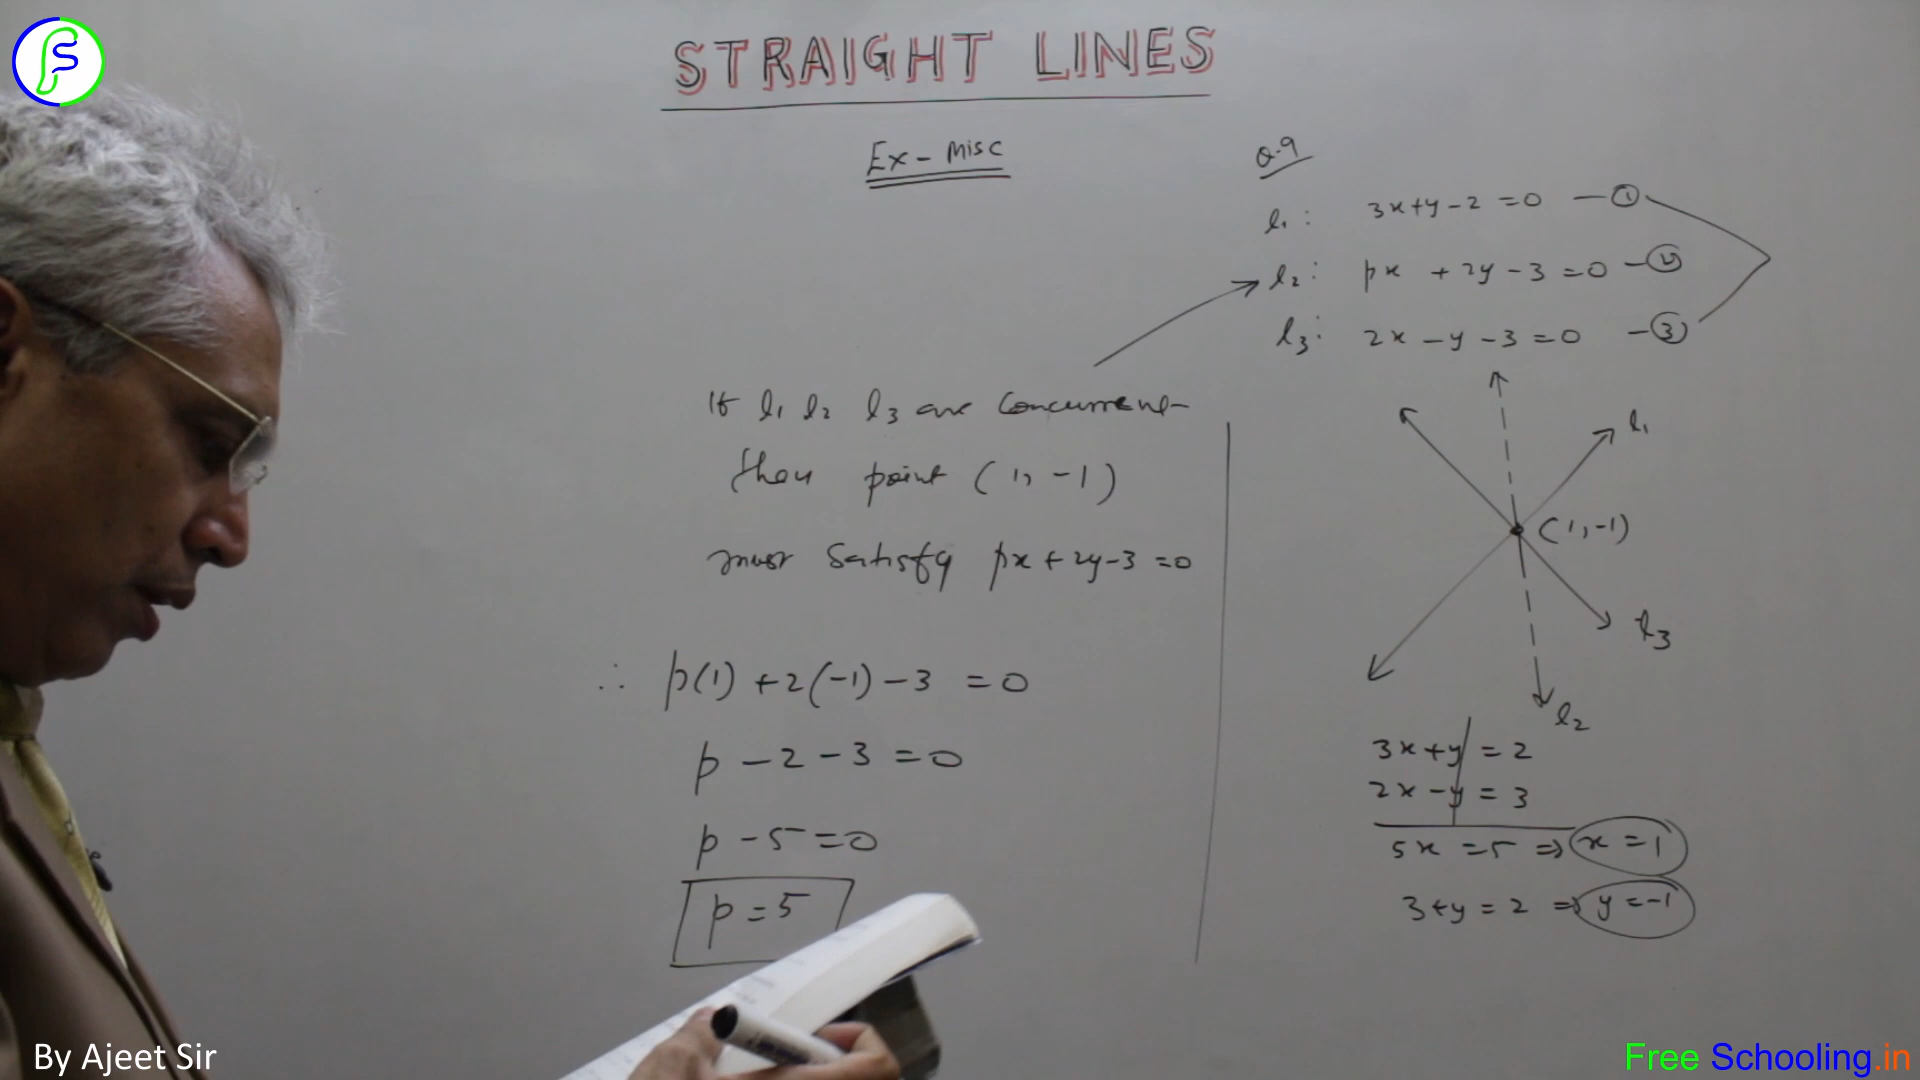 STRAIGHT LINES
Ex - Misc
Q.9
l₁ : 3x+y-2 =0 — ①
l₂ : px +2y-3 =0 — ②
l₃ : 2x-y-3=0 — ③
If l₁ l₂ l₃ are concurrent
then point (1, -1)
must satisfy px+2y-3 =0
∴ p(1) +2(-1) -3 =0
p -2 -3 =0
p -5 =0
p =5
l₁
(1, -1)
l₃
l₂
3x+y =2
2x-y =3
5x =5 ⇒ x =1
3+y =2 ⇒ y =-1
By Ajeet Sir
Free Schooling.in